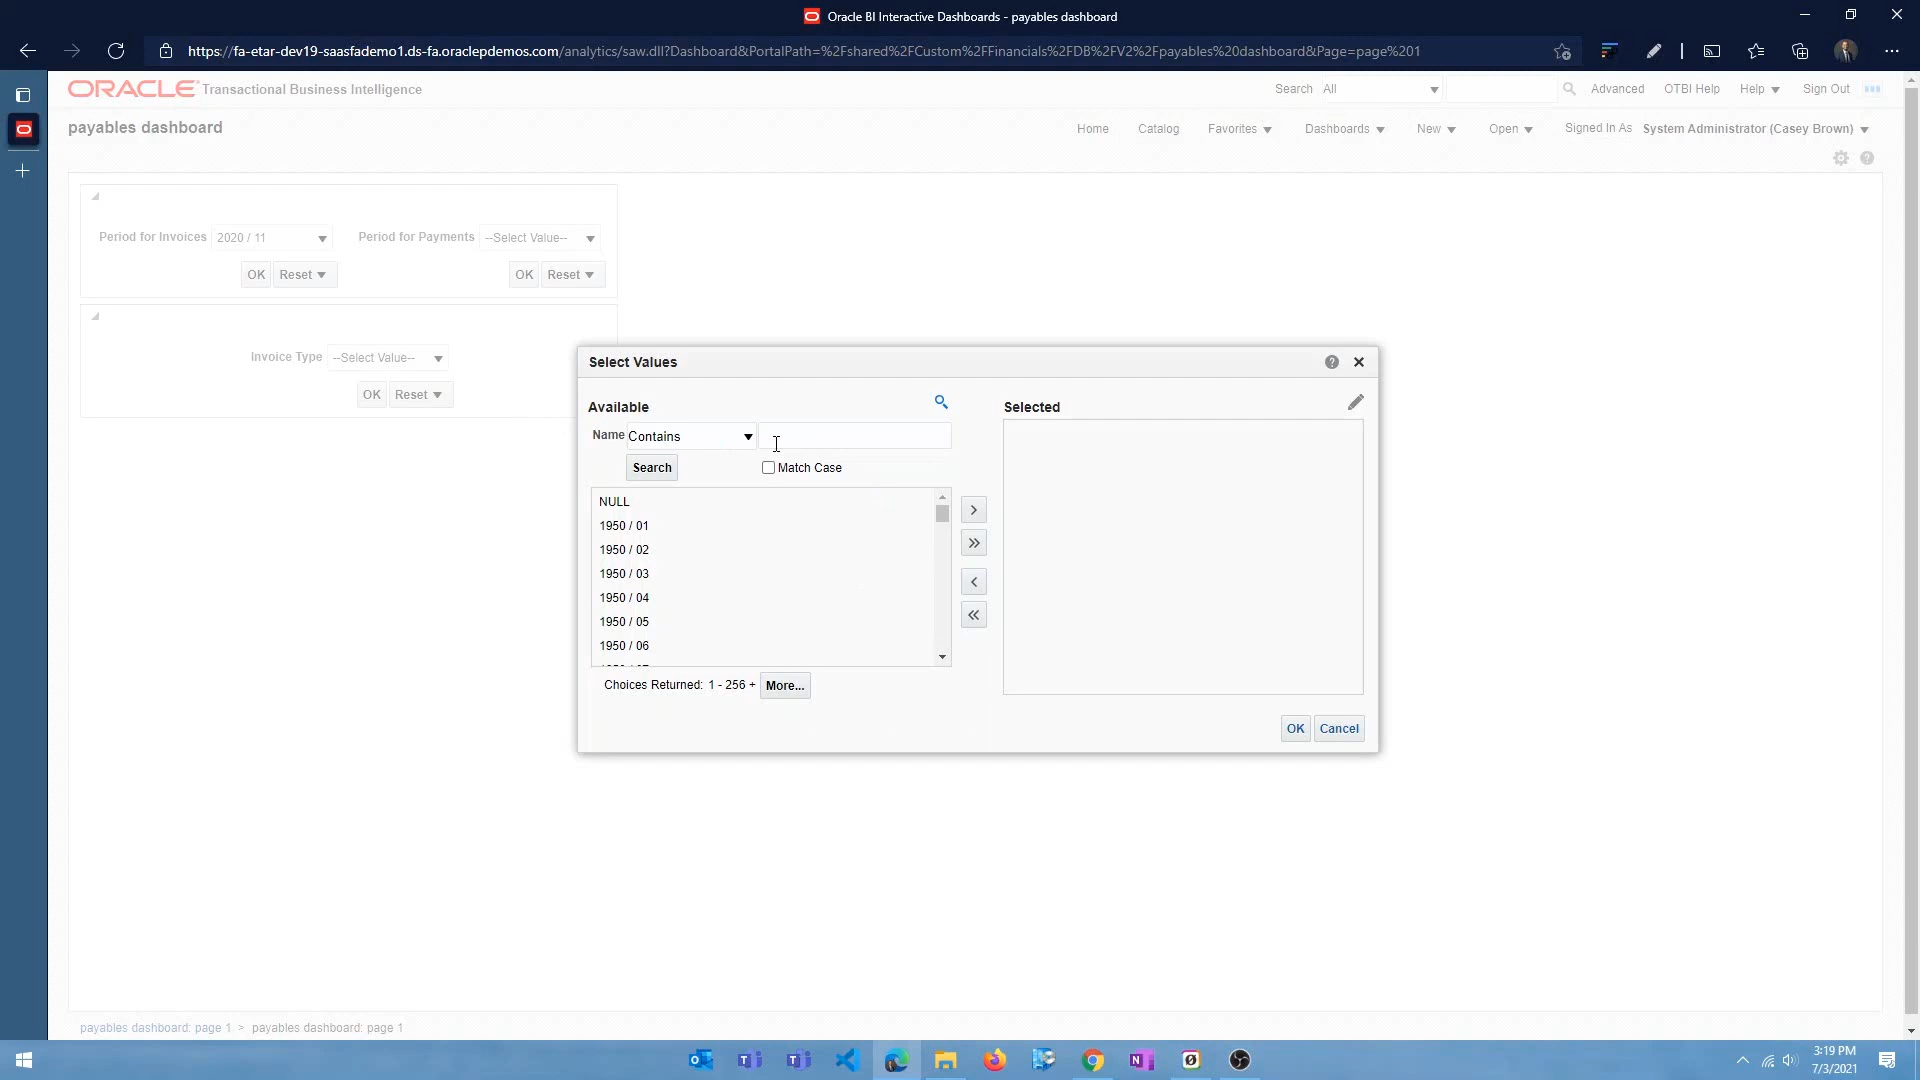 Oracle BI Interactive Dashboards - payables dashboard
https://fa-etar-dev19-saasfademo1.ds-fa.oraclepdemos.com/analytics/saw.dll?Dashboard&PortalPath=%2Fshared%2FCustom%2FFinancials%2FDB%2FV2%2Fpayables%20dashboard&Page=page%201
ORACLE Transactional Business Intelligence
Search All Advanced OTBI Help Help Sign Out
payables dashboard
Home Catalog Favorites Dashboards New Open Signed In As System Administrator (Casey Brown)
Period for Invoices 2020 / 11 Period for Payments --Select Value--
OK Reset OK Reset
Invoice Type --Select Value--
OK Reset
Select Values
Available
Selected
Name Contains
Search Match Case
NULL
1950 / 01
1950 / 02
1950 / 03
1950 / 04
1950 / 05
1950 / 06
Choices Returned: 1 - 256 + More...
OK Cancel
payables dashboard: page 1 > payables dashboard: page 1
3:19 PM
7/3/2021